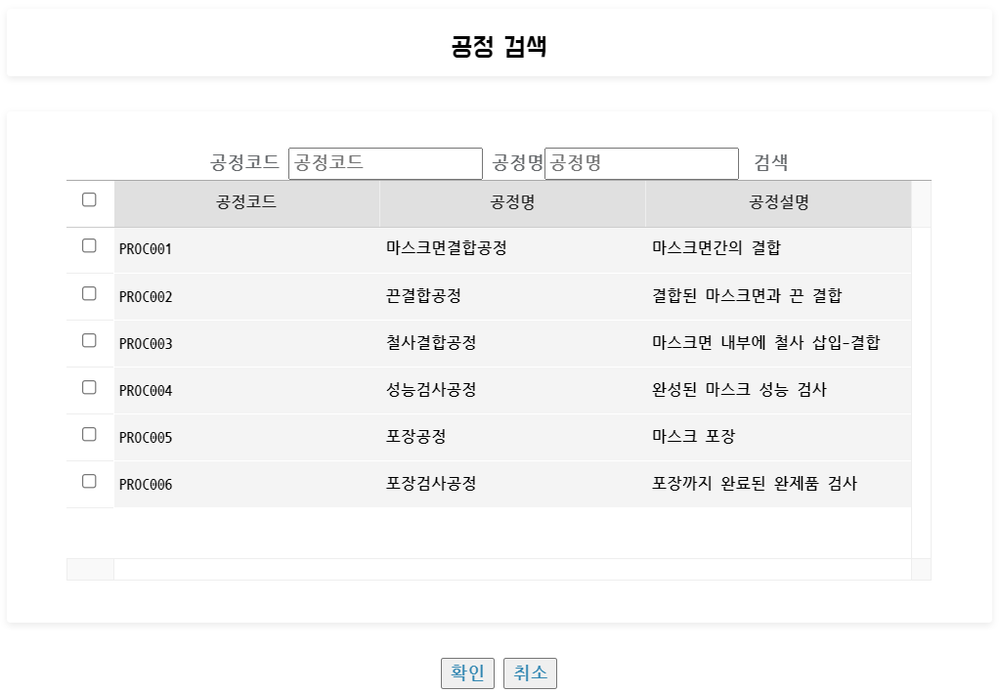 공정 검색
공정코드 공정코드 공정명 공정명 검색
공정코드 공정명 공정설명
PROC001 마스크면결합공정 마스크면간의 결합
PROC002 끈결합공정 결합된 마스크면과 끈 결합
PROC003 철사결합공정 마스크면 내부에 철사 삽입-결합
PROC004 성능검사공정 완성된 마스크 성능 검사
PROC005 포장공정 마스크 포장
PROC006 포장검사공정 포장까지 완료된 완제품 검사
확인 취소